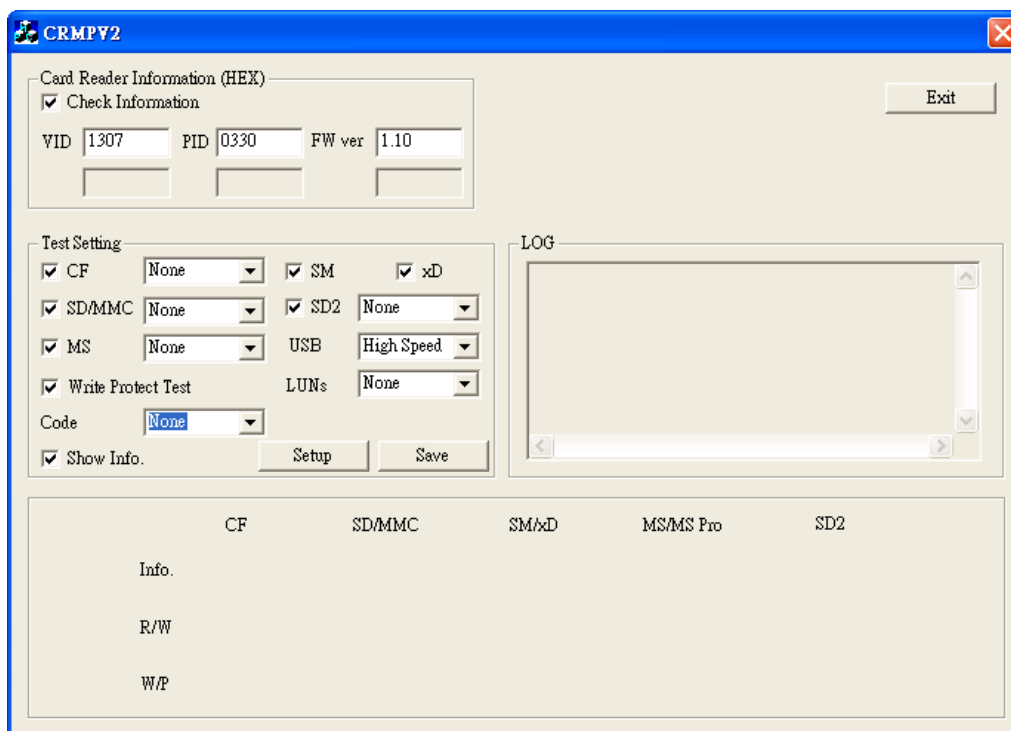 CRMPV2
Card Reader Information (HEX)
Check Information
Exit
VID 1307 PID 0330 FW ver 1.10
Test Setting
LOG
CF None SM xD
SD/MMC None SD2 None
MS None USB High Speed
Write Protect Test LUNs None
Code None
Show Info. Setup Save
CF SD/MMC SM/xD MS/MS Pro SD2
Info.
R/W
W/P